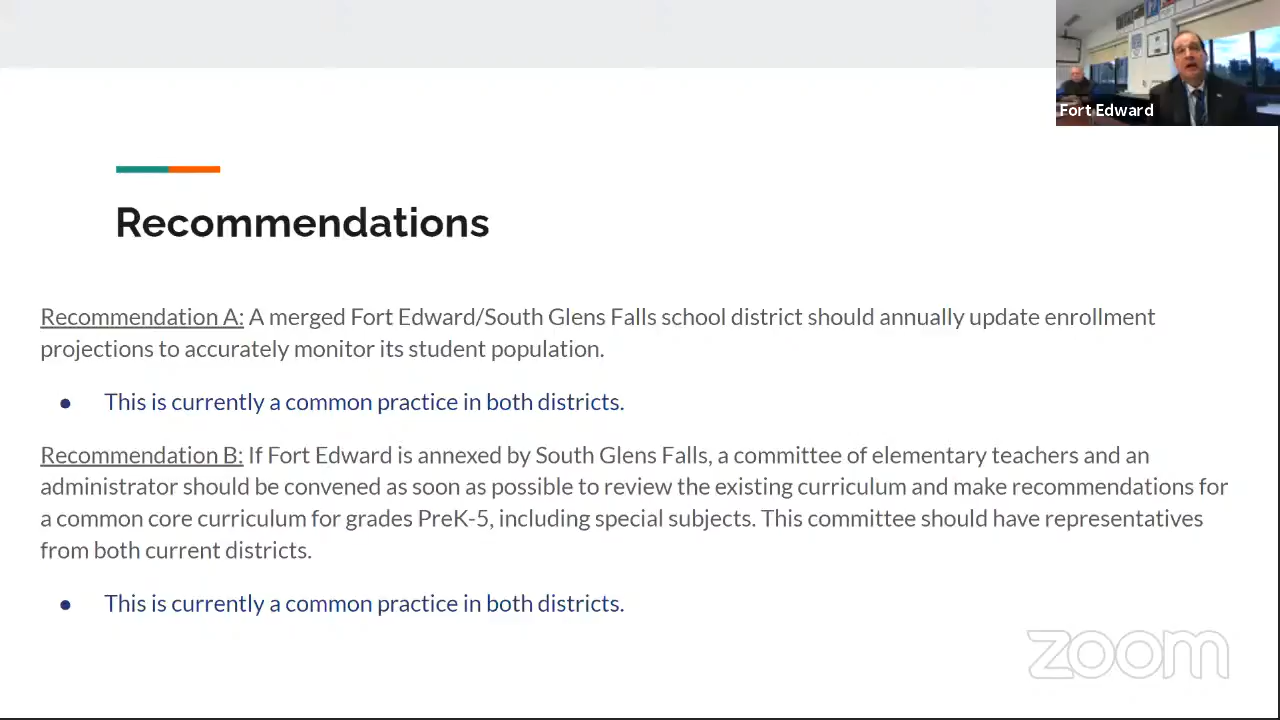 Fort Edward
Recommendations
Recommendation A: A merged Fort Edward/South Glens Falls school district should annually update enrollment
projections to accurately monitor its student population.
● This is currently a common practice in both districts.
Recommendation B: If Fort Edward is annexed by South Glens Falls, a committee of elementary teachers and an
administrator should be convened as soon as possible to review the existing curriculum and make recommendations for
a common core curriculum for grades PreK-5, including special subjects. This committee should have representatives
from both current districts.
● This is currently a common practice in both districts.
zoom